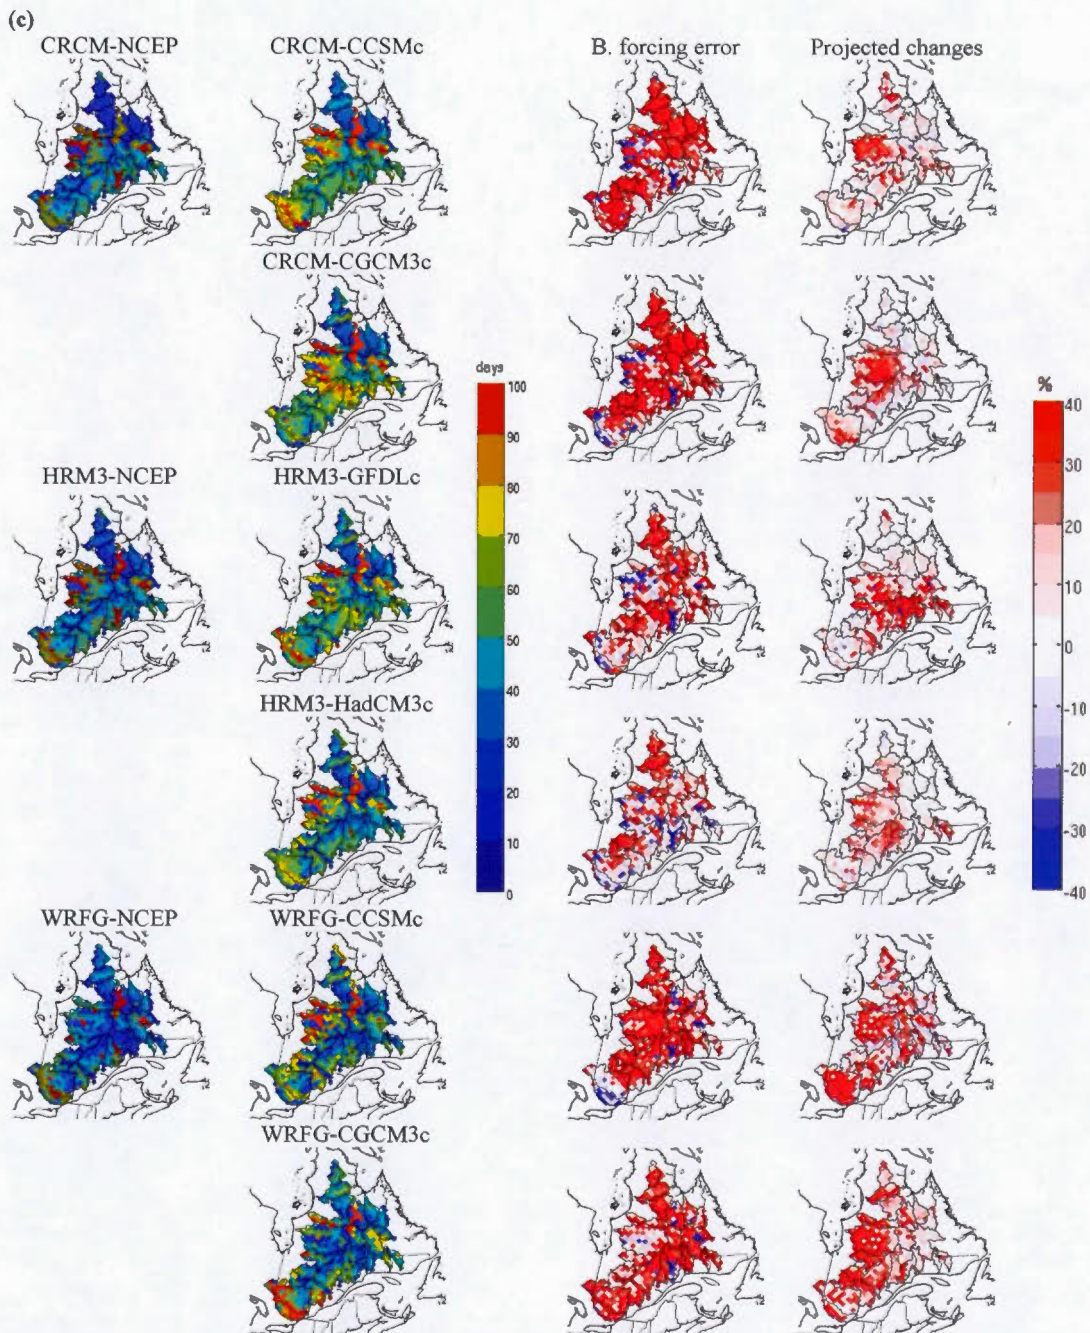 (c)
CRCM-NCEP CRCM-CCSMc B. forcing error Projected changes
CRCM-CGCM3c
days
100
90
80
70
60
50
40
30
20
10
0
%
40
30
20
10
0
-10
-20
-30
-40
HRM3-NCEP HRM3-GFDLc
HRM3-HadCM3c
WRFG-NCEP WRFG-CCSMc
WRFG-CGCM3c